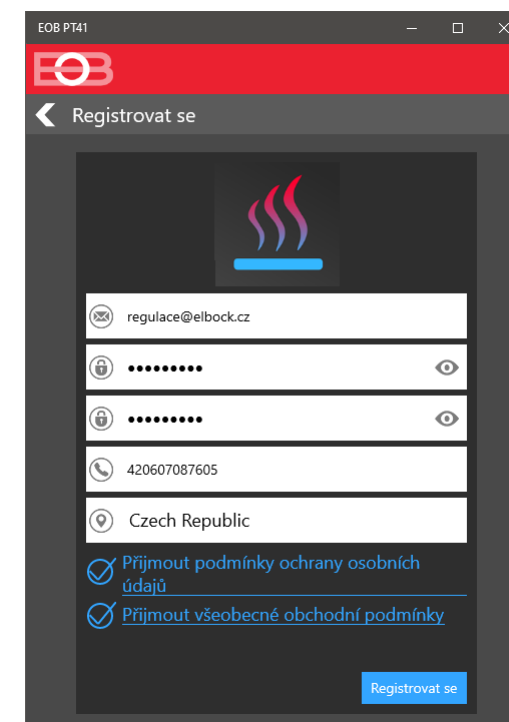 EOB PT41
EOB
Registrovat se
regulace@elbock.cz
•••••••••
•••••••••
420607087605
Czech Republic
Přijmout podmínky ochrany osobních
údajů
Přijmout všeobecné obchodní podmínky
Registrovat se